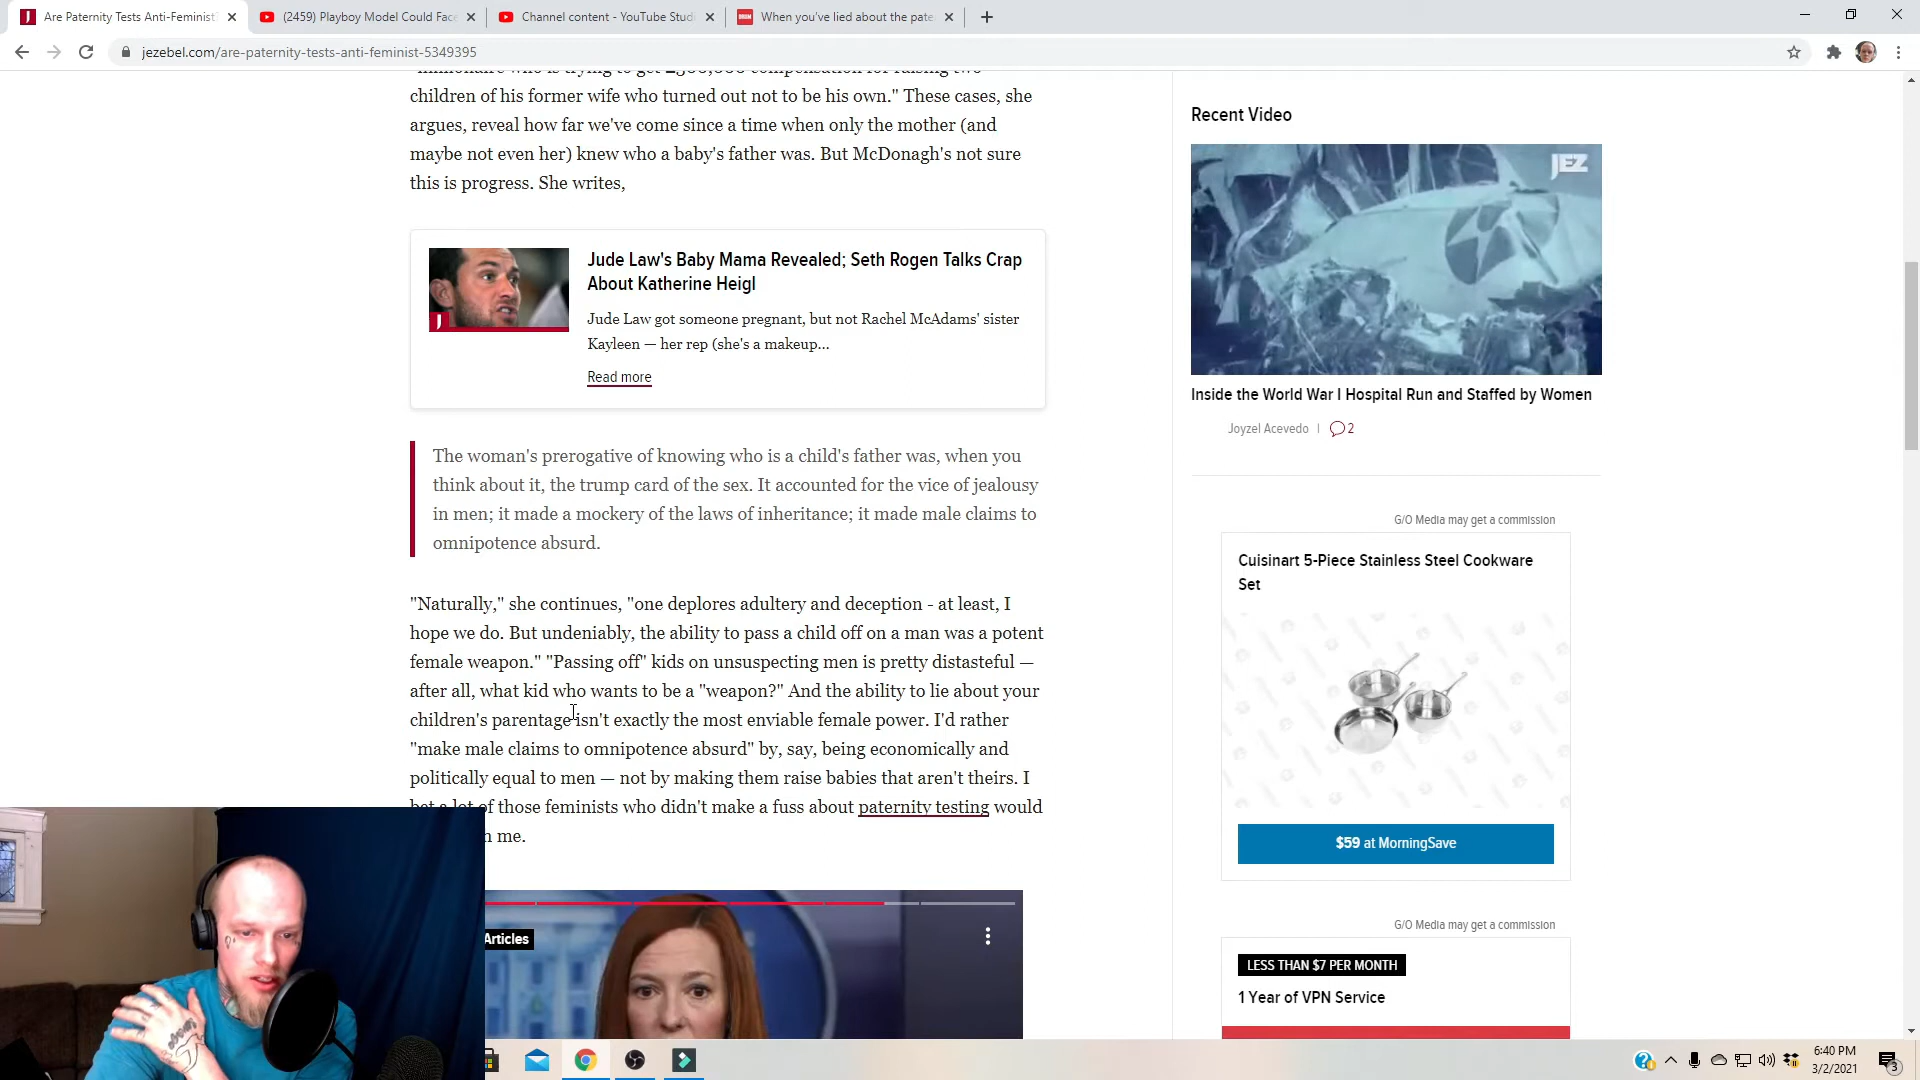 Are Paternity Tests Anti-Feminist
(2459) Playboy Model Could Face
Channel content - YouTube Stud
When you've lied about the pate
jezebel.com/are-paternity-tests-anti-feminist-5349395
children of his former wife who turned out not to be his own." These cases, she
argues, reveal how far we've come since a time when only the mother (and
maybe not even her) knew who a baby's father was. But McDonagh's not sure
this is progress. She writes,
Jude Law's Baby Mama Revealed; Seth Rogen Talks Crap
About Katherine Heigl
Jude Law got someone pregnant, but not Rachel McAdams' sister
Kayleen — her rep (she's a makeup...
Read more
The woman's prerogative of knowing who is a child's father was, when you
think about it, the trump card of the sex. It accounted for the vice of jealousy
in men; it made a mockery of the laws of inheritance; it made male claims to
omnipotence absurd.
"Naturally," she continues, "one deplores adultery and deception - at least, I
hope we do. But undeniably, the ability to pass a child off on a man was a potent
female weapon." "Passing off" kids on unsuspecting men is pretty distasteful —
after all, what kid who wants to be a "weapon?" And the ability to lie about your
children's parentage isn't exactly the most enviable female power. I'd rather
"make male claims to omnipotence absurd" by, say, being economically and
politically equal to men — not by making them raise babies that aren't theirs. I
bet a lot of those feminists who didn't make a fuss about paternity testing would
me.
Articles
Recent Video
JEZ
Inside the World War I Hospital Run and Staffed by Women
Joyzel Acevedo | 2
G/O Media may get a commission
Cuisinart 5-Piece Stainless Steel Cookware
Set
$59 at MorningSave
G/O Media may get a commission
LESS THAN $7 PER MONTH
1 Year of VPN Service
6:40 PM
3/2/2021
3